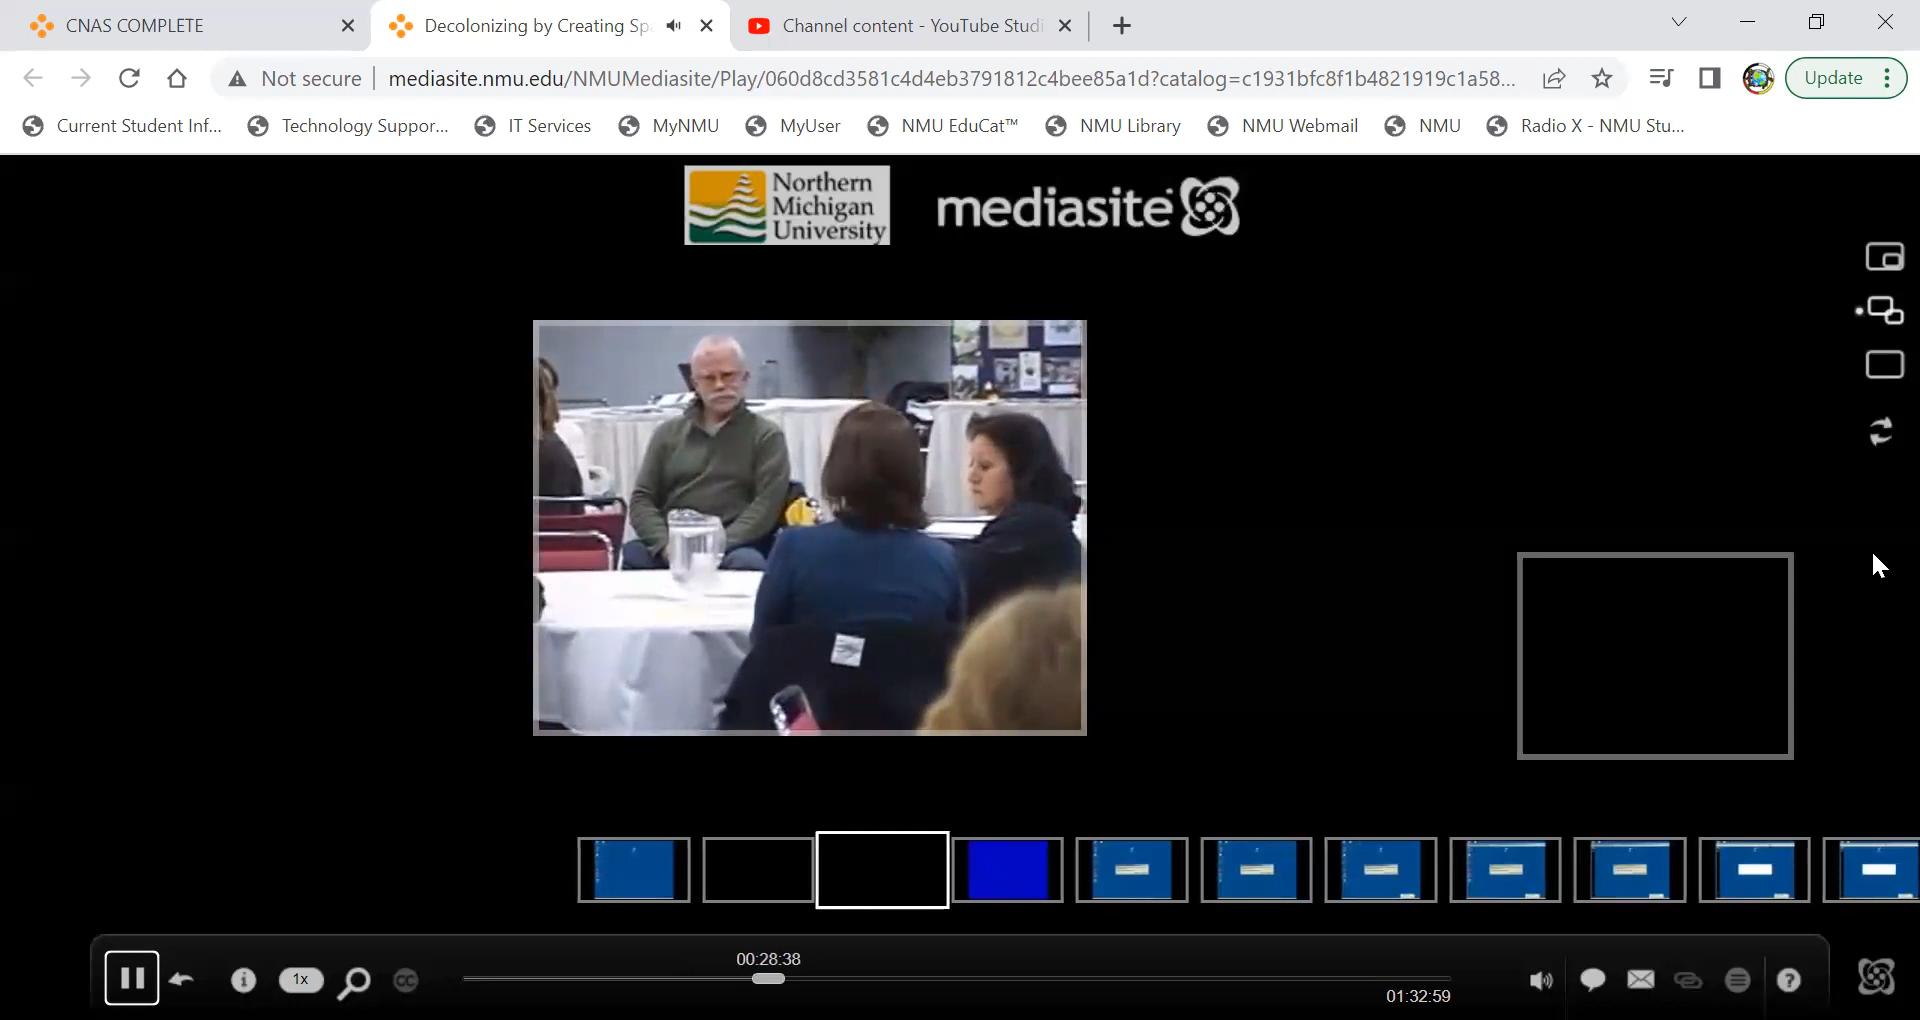 CNAS COMPLETE
Decolonizing by Creating Spa
Channel content - YouTube Studi
Not secure
mediasite.nmu.edu/NMUMediasite/Play/060d8cd3581c4d4eb3791812c4bee85a1d?catalog=c1931bfc8f1b4821919c1a58...
Update
Current Student Inf...
Technology Suppor...
IT Services
MyNMU
MyUser
NMU EduCat™
NMU Library
NMU Webmail
NMU
Radio X - NMU Stu...
Northern
Michigan
University
mediasite
00:28:38
1x
CC
01:32:59